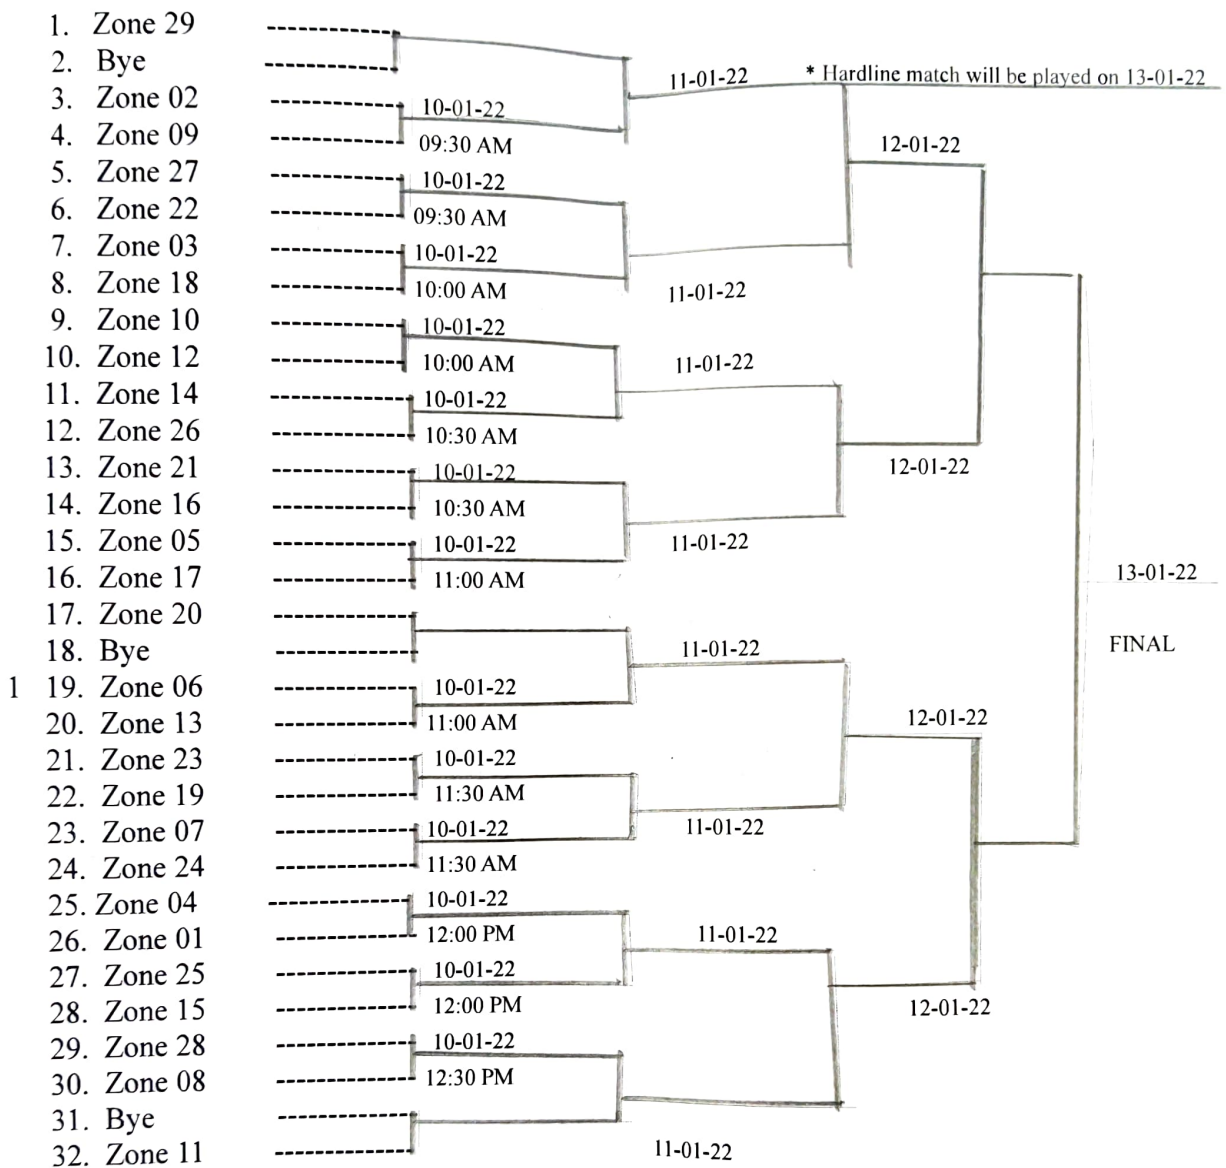 1. Zone 29
2. Bye
11-01-22 * Hardline match will be played on 13-01-22
3. Zone 02 10-01-22
4. Zone 09 09:30 AM 12-01-22
5. Zone 27 10-01-22
6. Zone 22 09:30 AM
7. Zone 03 10-01-22
8. Zone 18 10:00 AM 11-01-22
9. Zone 10 10-01-22
10. Zone 12 10:00 AM 11-01-22
11. Zone 14 10-01-22
12. Zone 26 10:30 AM
13. Zone 21 10-01-22 12-01-22
14. Zone 16 10:30 AM
15. Zone 05 10-01-22 11-01-22
16. Zone 17 11:00 AM 13-01-22
17. Zone 20
18. Bye 11-01-22 FINAL
1 19. Zone 06 10-01-22
20. Zone 13 11:00 AM 12-01-22
21. Zone 23 10-01-22
22. Zone 19 11:30 AM
23. Zone 07 10-01-22 11-01-22
24. Zone 24 11:30 AM
25. Zone 04 10-01-22
26. Zone 01 12:00 PM 11-01-22
27. Zone 25 10-01-22
28. Zone 15 12:00 PM 12-01-22
29. Zone 28 10-01-22
30. Zone 08 12:30 PM
31. Bye
32. Zone 11 11-01-22